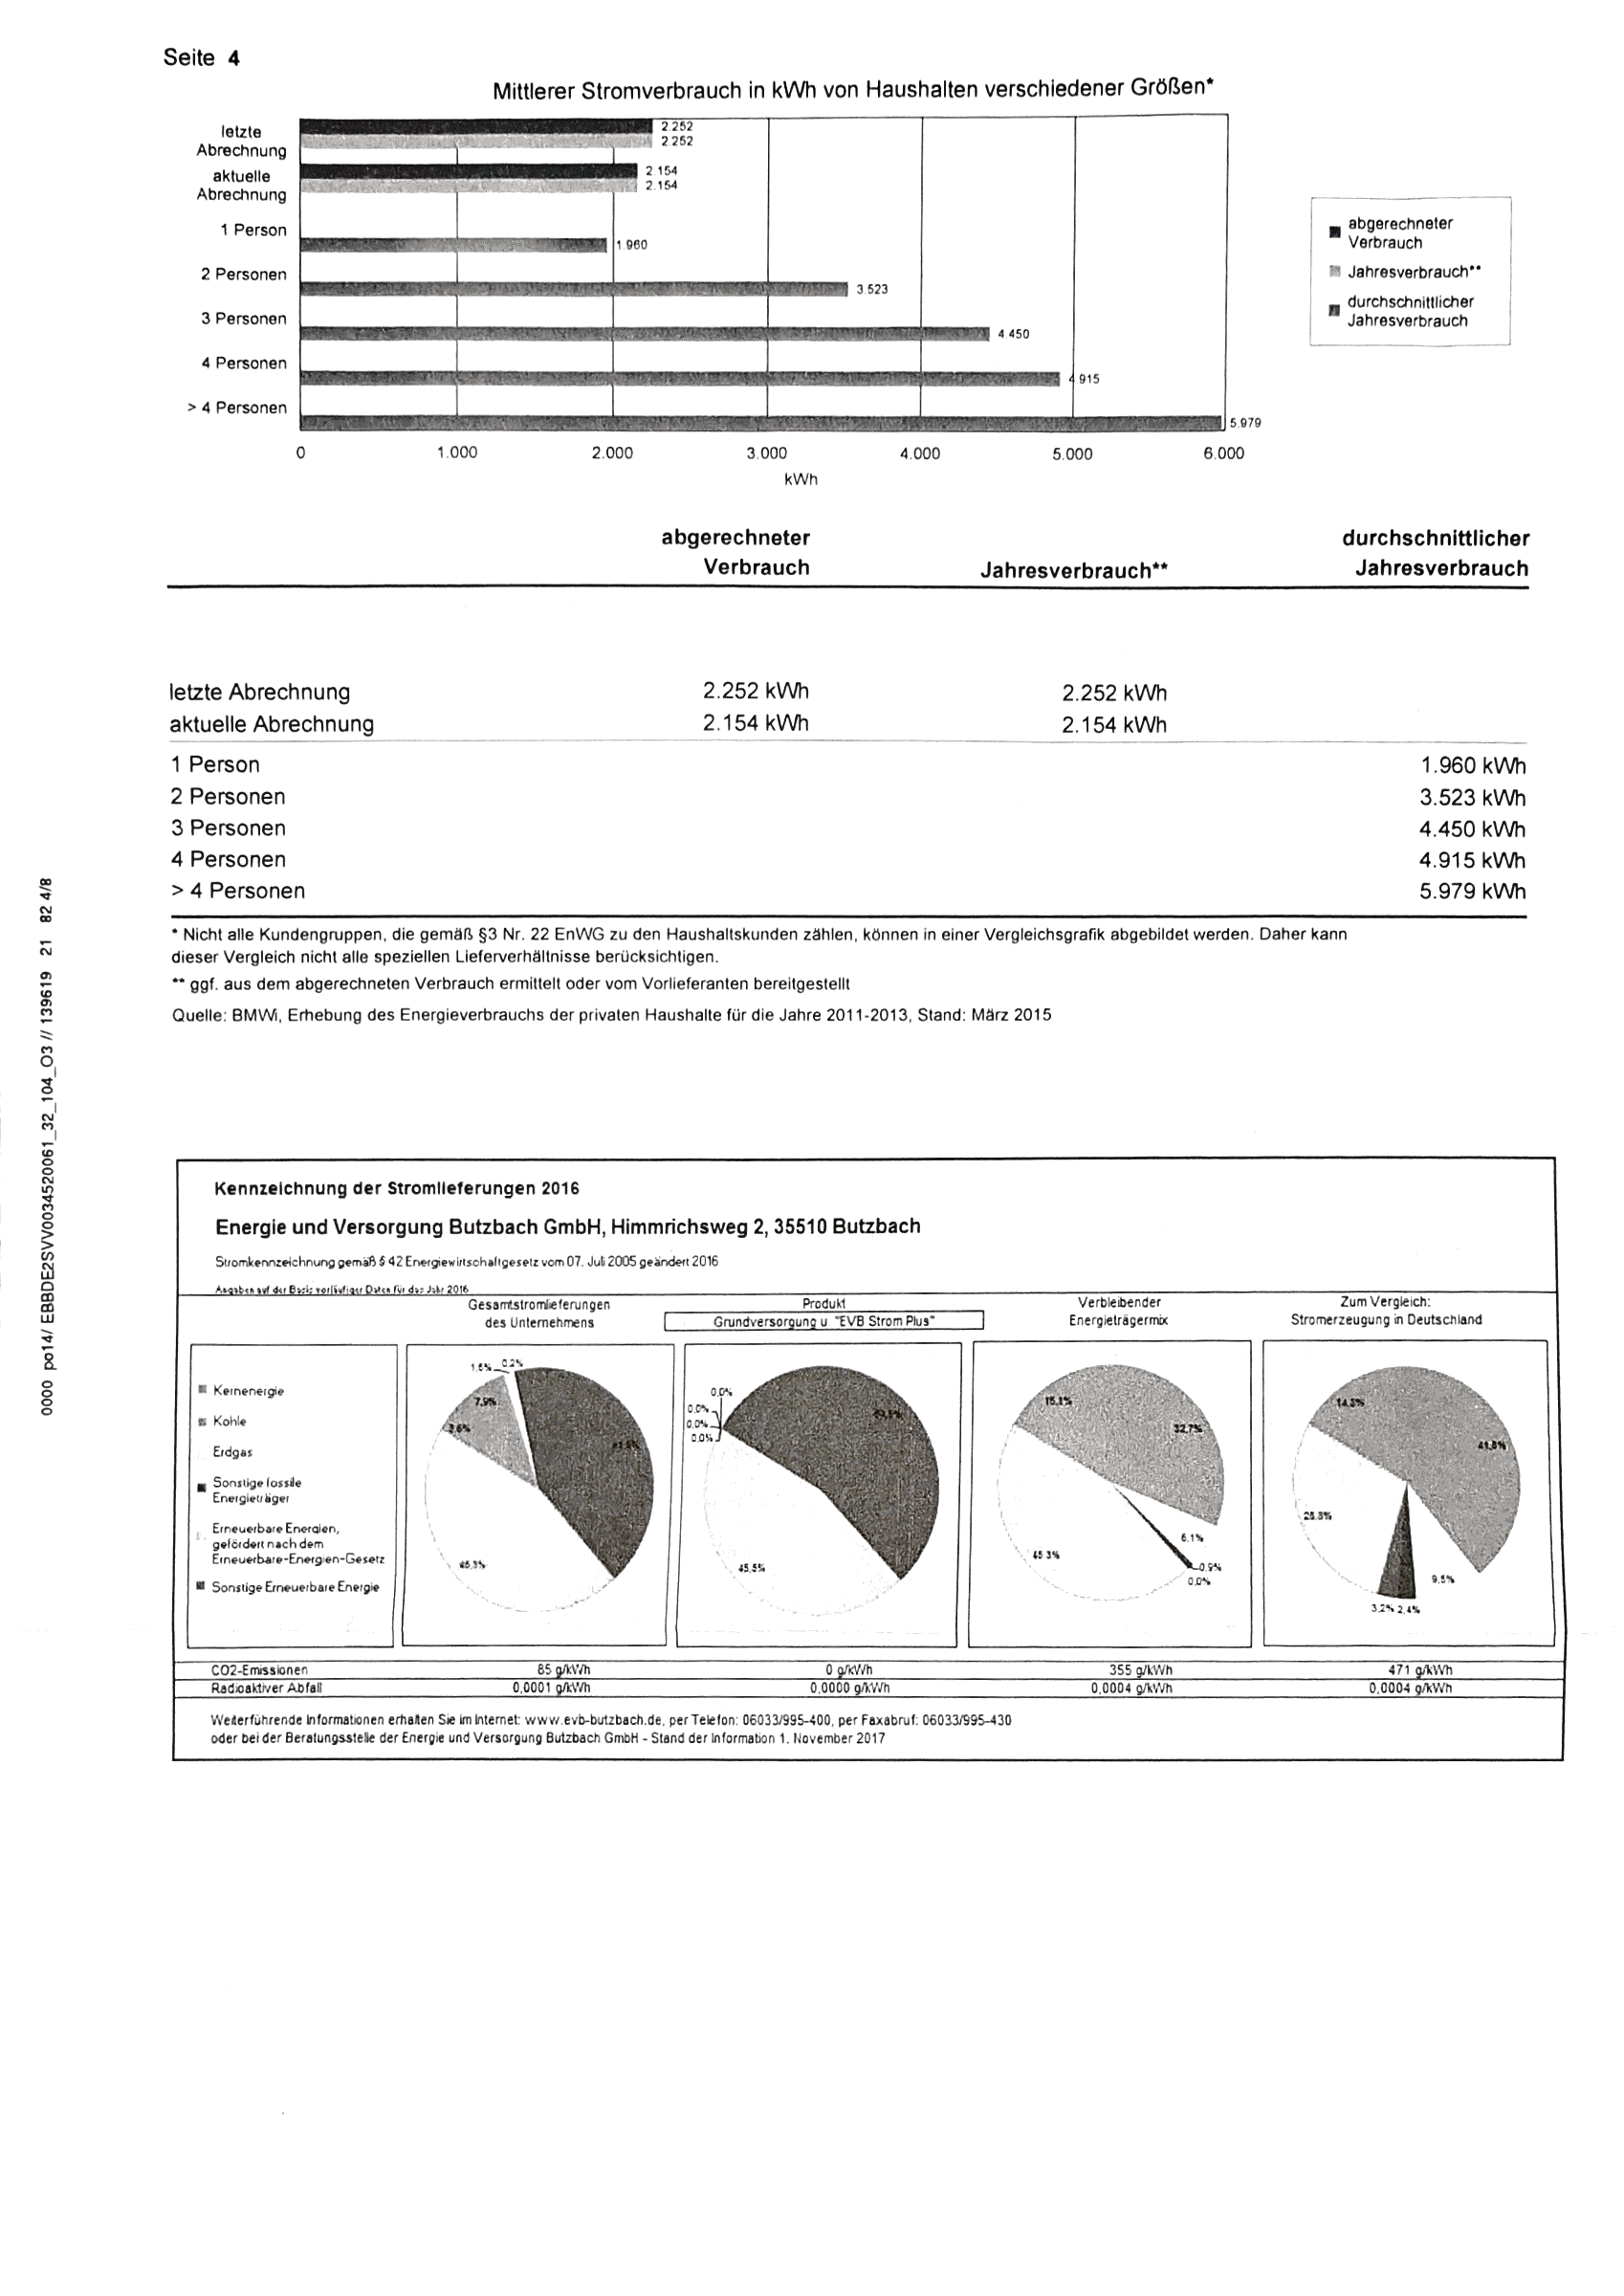 Seite 4
Mittlerer Stromverbrauch in kWh von Haushalten verschiedener Größen*
letzte
Abrechnung
2.252
2.252
aktuelle
Abrechnung
2.154
2.154
1 Person
1.960
2 Personen
3.523
3 Personen
4.450
4 Personen
4.915
> 4 Personen
5.979
0 1.000 2.000 3.000 4.000 5.000 6.000
kWh
abgerechneter
Verbrauch
Jahresverbrauch**
durchschnittlicher
Jahresverbrauch
abgerechneter durchschnittlicher
Verbrauch Jahresverbrauch** Jahresverbrauch
letzte Abrechnung 2.252 kWh 2.252 kWh
aktuelle Abrechnung 2.154 kWh 2.154 kWh
1 Person 1.960 kWh
2 Personen 3.523 kWh
3 Personen 4.450 kWh
4 Personen 4.915 kWh
> 4 Personen 5.979 kWh
* Nicht alle Kundengruppen, die gemäß §3 Nr. 22 EnWG zu den Haushaltskunden zählen, können in einer Vergleichsgrafik abgebildet werden. Daher kann
dieser Vergleich nicht alle speziellen Lieferverhältnisse berücksichtigen.
** ggf. aus dem abgerechneten Verbrauch ermittelt oder vom Vorlieferanten bereitgestellt
Quelle: BMWi, Erhebung des Energieverbrauchs der privaten Haushalte für die Jahre 2011-2013, Stand: März 2015
0000 po14/ EBBDE2SVV0034520061_32_104_O3 // 139619 21 82 4/8
Kennzeichnung der Stromlieferungen 2016
Energie und Versorgung Butzbach GmbH, Himmrichsweg 2, 35510 Butzbach
Stromkennzeichnung gemäß § 42 Energiewirtschaftgesetz vom 07. Juli 2005 geändert 2016
Angaben auf der Basis vorläufiger Daten für das Jahr 2016
Gesamtstromlieferungen
des Unternehmens
Produkt
Grundversorgung u "EVB Strom Plus"
Verbleibender
Energieträgermix
Zum Vergleich:
Stromerzeugung in Deutschland
Kernenergie
Kohle
Erdgas
Sonstige fossile
Energieträger
Erneuerbare Energien,
gefördert nach dem
Erneuerbare-Energien-Gesetz
Sonstige Erneuerbare Energie
1,6% 0,2%
7,9%
3,6%
45,3%
0,0%
0,0%
0,0%
0,0%
45,5%
15,1%
32,7%
6,1%
0,9%
0,0%
45,3%
14,3%
41,8%
9,5%
2,4%
3,2%
CO2-Emissionen 85 g/kWh 0 g/kWh 355 g/kWh 471 g/kWh
Radioaktiver Abfall 0,0001 g/kWh 0,0000 g/kWh 0,0004 g/kWh 0,0004 g/kWh
Weiterführende Informationen erhalten Sie im Internet: www.evb-butzbach.de, per Telefon: 06033/995-400, per Faxabruf: 06033/995-430
oder bei der Beratungsstelle der Energie und Versorgung Butzbach GmbH - Stand der Information 1. November 2017